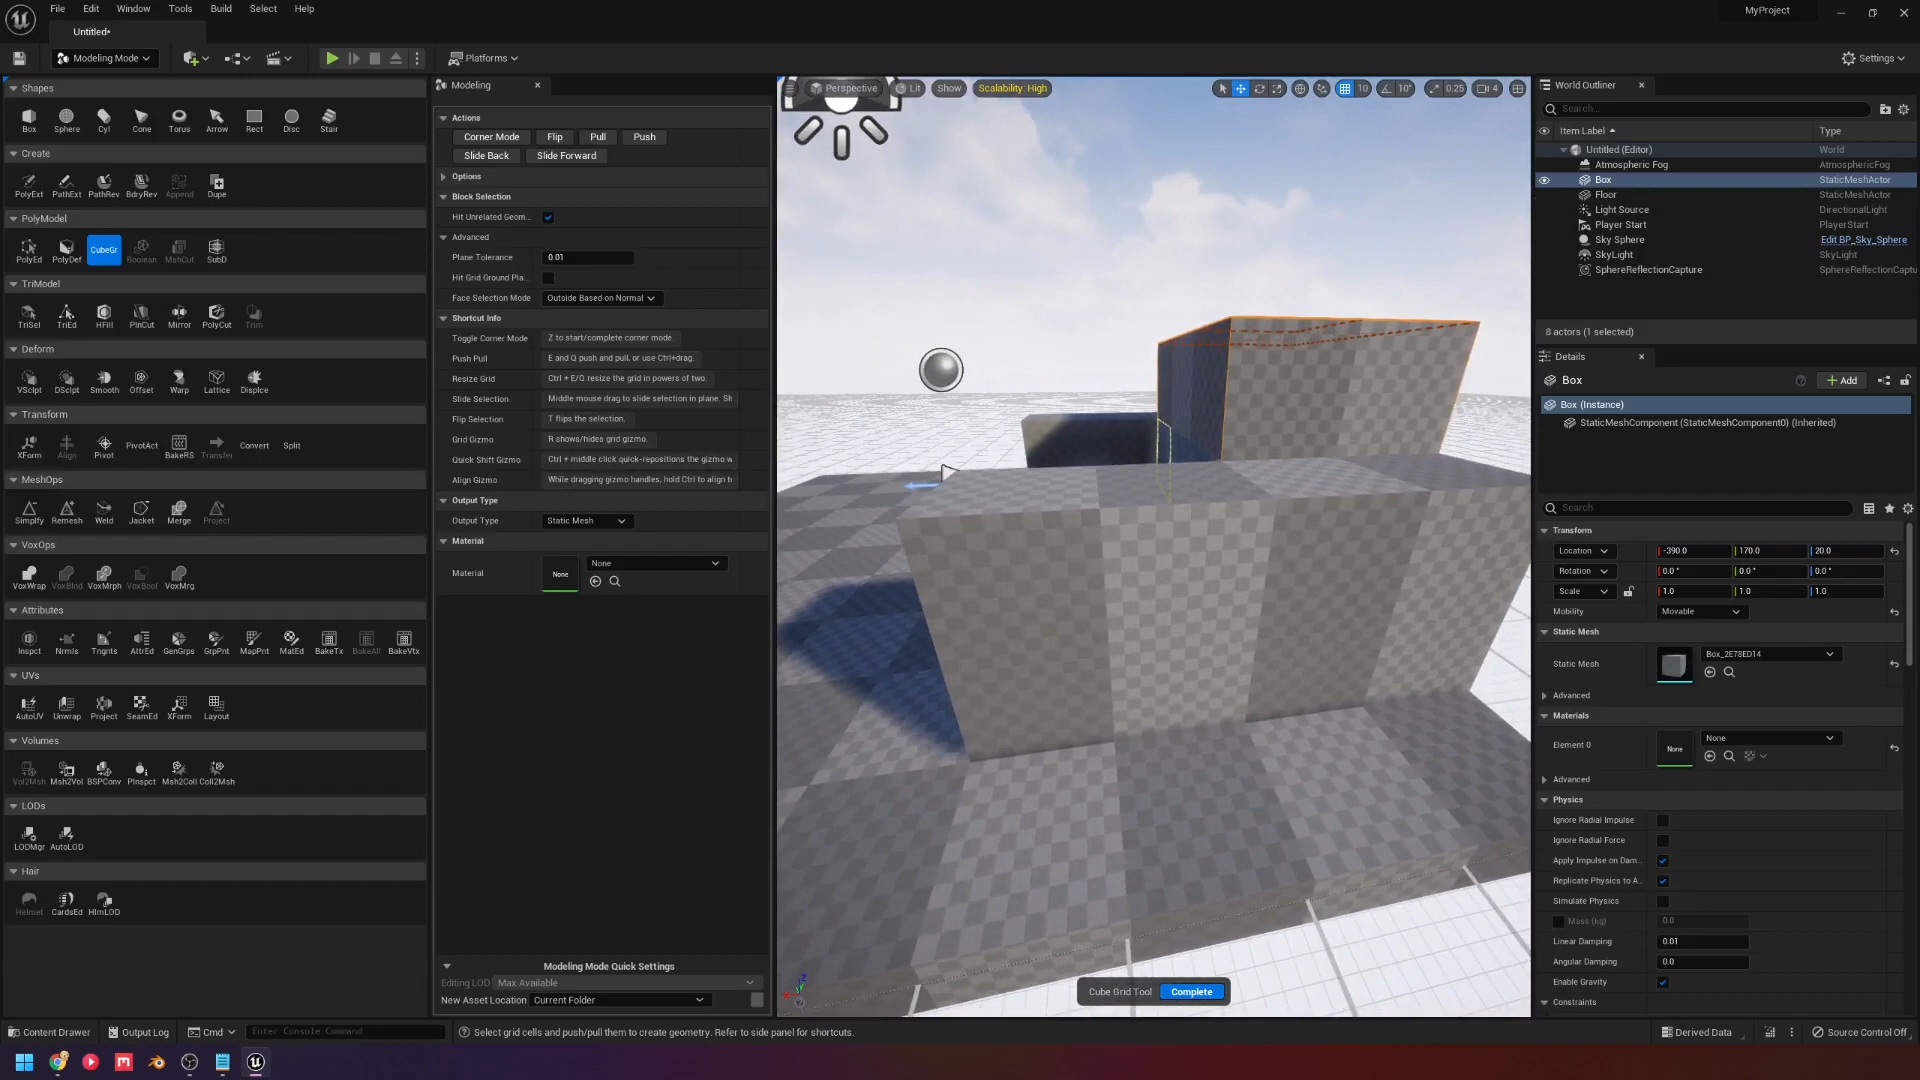 File Edit Window Tools Build Select Help
MyProject
Untitled*
Modeling Mode
Platforms
Settings
Shapes
Box Sphere Cyl Cone Torus Arrow Rect Disc Stair
Create
PolyExt PathExt PathRev BdryRev Append Dupe
PolyModel
PolyEd PolyDef CubeGr Boolean MshCut SubD
TriModel
TriSel TriEd HFill PlnCut Mirror PolyCut Trim
Deform
VSclpt DSclpt Smooth Offset Warp Lattice Displce
Transform
XForm Align Pivot PivotAct BakeRS Transfer Convert Split
MeshOps
Simplfy Remesh Weld Jacket Merge Project
VoxOps
VoxWrap VoxBlnd VoxMrph VoxBool VoxMrg
Attributes
Inspct Nrmls Tngnts AttrEd GenGrps GrpPnt MapPnt MatEd BakeTx BakeAll BakeVtx
UVs
AutoUV Unwrap Project SeamEd XForm Layout
Volumes
Vol2Msh Msh2Vol BSPConv PInspct Msh2Coll Coll2Msh
LODs
LODMgr AutoLOD
Hair
Helmet CardsEd HlmLOD
Modeling
Actions
Corner Mode Flip Pull Push
Slide Back Slide Forward
Options
Block Selection
Hit Unrelated Geom...
Advanced
Plane Tolerance 0.01
Hit Grid Ground Pla...
Face Selection Mode Outside Based on Normal
Shortcut Info
Toggle Corner Mode Z to start/complete corner mode.
Push Pull E and Q push and pull, or use Ctrl+drag.
Resize Grid Ctrl + E/Q resize the grid in powers of two.
Slide Selection Middle mouse drag to slide selection in plane. Sh
Flip Selection T flips the selection.
Grid Gizmo R shows/hides grid gizmo.
Quick Shift Gizmo Ctrl + middle click quick-repositions the gizmo w
Align Gizmo While dragging gizmo handles, hold Ctrl to align t
Output Type
Output Type Static Mesh
Material
Material None None
Modeling Mode Quick Settings
Editing LOD Max Available
New Asset Location Current Folder
Perspective Lit Show Scalability: High 10 10° 0.25 4
Z
Cube Grid Tool Complete
World Outliner
Search...
Item Label Type
Untitled (Editor) World
Atmospheric Fog AtmosphericFog
Box StaticMeshActor
Floor StaticMeshActor
Light Source DirectionalLight
Player Start PlayerStart
Sky Sphere Edit BP_Sky_Sphere
SkyLight SkyLight
SphereReflectionCapture SphereReflectionCaptu
8 actors (1 selected)
Details
Box Add
Box (Instance)
StaticMeshComponent (StaticMeshComponent0) (Inherited)
Search
Transform
Location -390.0 170.0 20.0
Rotation 0.0° 0.0° 0.0°
Scale 1.0 1.0 1.0
Mobility Movable
Static Mesh
Static Mesh Box_2E78ED14
Advanced
Materials
Element 0 None None
Advanced
Physics
Ignore Radial Impulse
Ignore Radial Force
Apply Impulse on Dam...
Replicate Physics to A...
Simulate Physics
Mass (kg) 0.0
Linear Damping 0.01
Angular Damping 0.0
Enable Gravity
Constraints
Content Drawer Output Log Cmd Enter Console Command Select grid cells and push/pull them to create geometry. Refer to side panel for shortcuts. Derived Data Source Control Off